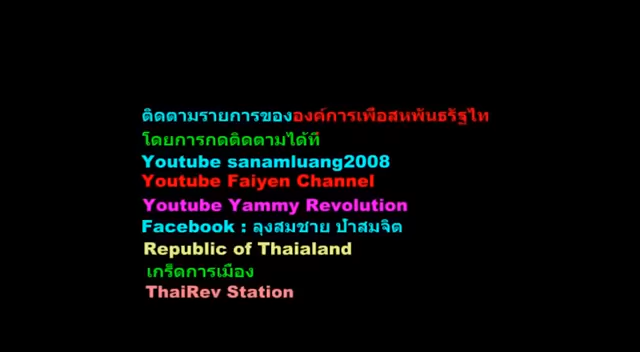 ติดตามรายการขององค์การเพื่อสหพันธรัฐไท
โดยการกดติดตามได้ที่
Youtube sanamluang2008
Youtube Faiyen Channel
Youtube Yammy Revolution
Facebook : ลุงสมชาย ป้าสมจิต
Republic of Thaialand
เกร็ดการเมือง
ThaiRev Station